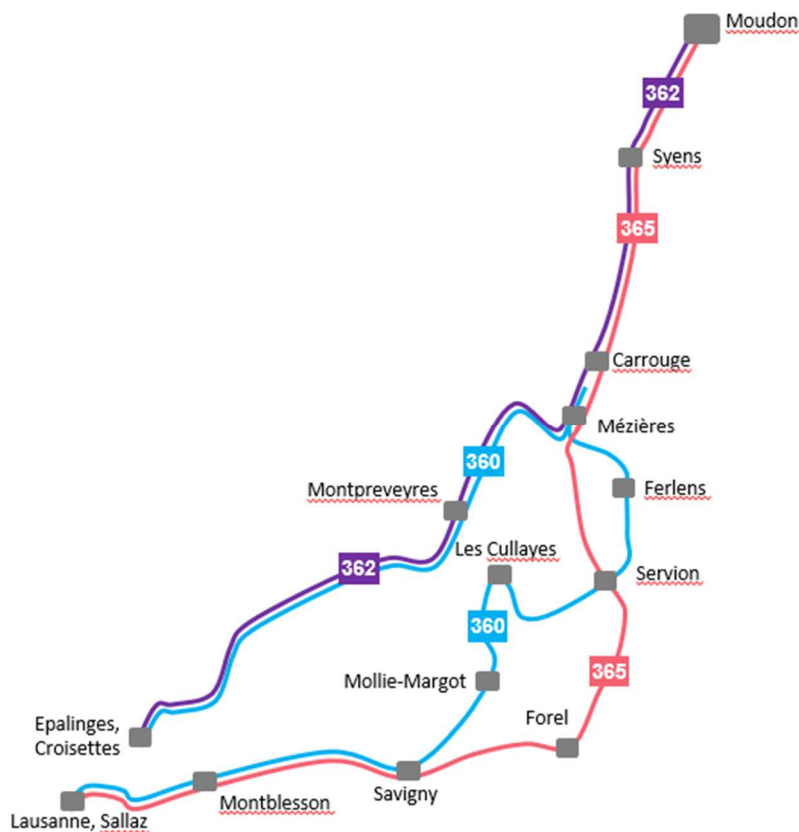 Moudon
362
Syens
365
Carrouge
Mézières
360
Montpreveyres
Ferlens
Les Cullayes
362
Servion
360
365
Mollie-Margot
Forel
Epalinges,
Croisettes
Savigny
Montblesson
Lausanne, Sallaz